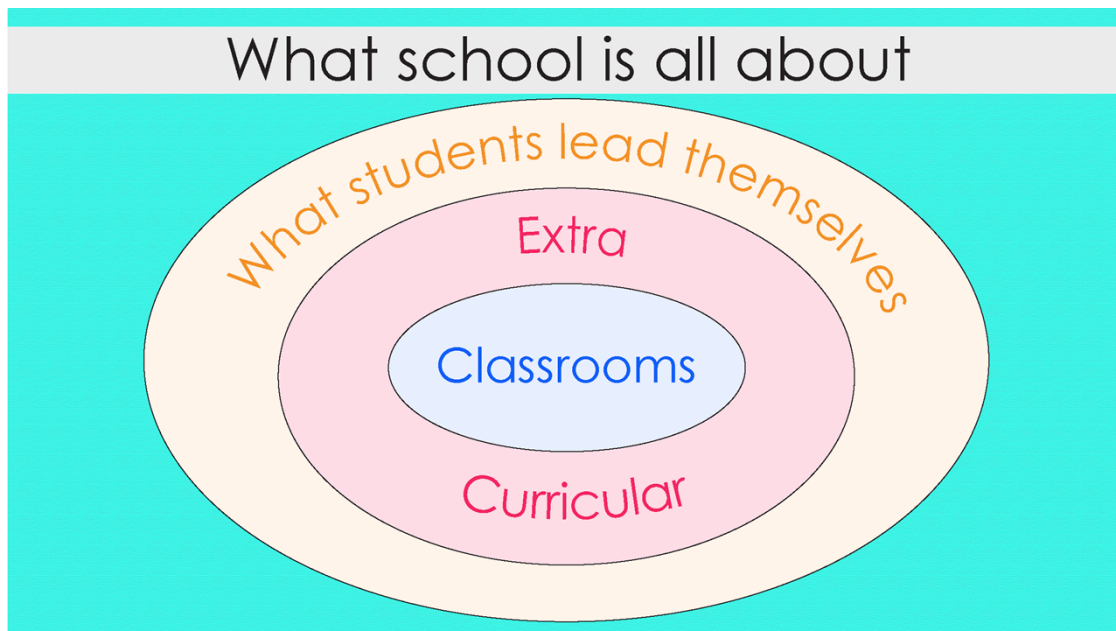 What school is all about
What students lead themselves
Extra
Classrooms
Curricular